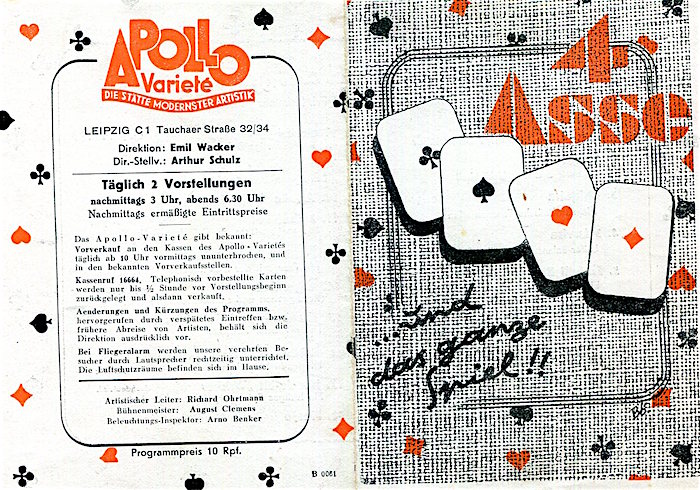 APOLLO
Varieté
DIE STÄTTE MODERNSTER ARTISTIK
LEIPZIG C1 Tauchaer Straße 32/34
Direktion: Emil Wacker
Dir.-Stellv.: Arthur Schulz
Täglich 2 Vorstellungen
nachmittags 3 Uhr, abends 6.30 Uhr
Nachmittags ermäßigte Eintrittspreise
Das Apollo-Varieté gibt bekannt:
Vorverkauf an den Kassen des Apollo-Varietés
täglich ab 10 Uhr vormittags ununterbrochen, und
in den bekannten Vorverkaufsstellen.
Kassenruf 16664. Telephonisch vorbestellte Karten
werden nur bis ½ Stunde vor Vorstellungsbeginn
zurückgelegt und alsdann verkauft.
Aenderungen und Kürzungen des Programms,
hervorgerufen durch verspätetes Eintreffen bzw.
frühere Abreise von Artisten, behält sich die
Direktion ausdrücklich vor.
Bei Fliegeralarm werden unsere verehrten Be-
sucher durch Lautsprecher rechtzeitig unterrichtet.
Die Luftschutzräume befinden sich im Hause.
Artistischer Leiter: Richard Ohrtmann
Bühnenmeister: August Clemens
Beleuchtungs-Inspektor: Arno Benker
Programmpreis 10 Rpf.
4
Asse
...und
das ganze
Spiel!!